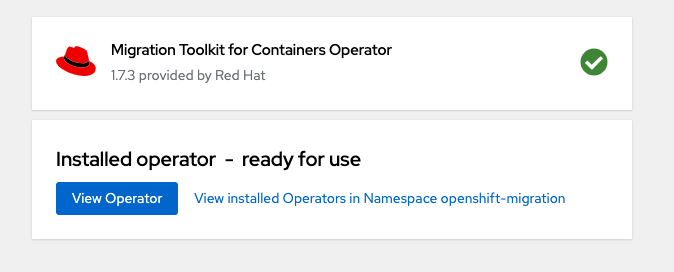 Migration Toolkit for Containers Operator
1.7.3 provided by Red Hat
Installed operator - ready for use
View Operator
View installed Operators in Namespace openshift-migration